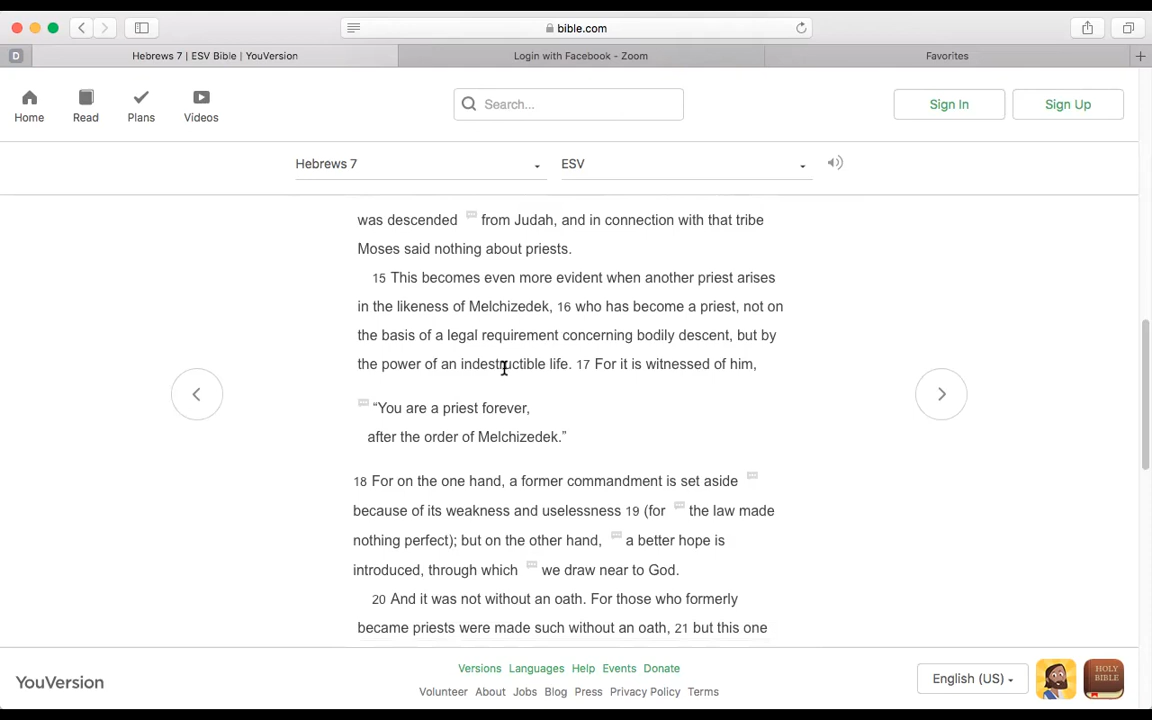 bible.com
D
Hebrews 7 | ESV Bible | YouVersion
Login with Facebook - Zoom
Favorites
Home
Read
Plans
Videos
Search...
Sign In
Sign Up
Hebrews 7
ESV
was descended from Judah, and in connection with that tribe
Moses said nothing about priests.
15 This becomes even more evident when another priest arises
in the likeness of Melchizedek, 16 who has become a priest, not on
the basis of a legal requirement concerning bodily descent, but by
the power of an indestructible life. 17 For it is witnessed of him,
“You are a priest forever,
after the order of Melchizedek.”
18 For on the one hand, a former commandment is set aside
because of its weakness and uselessness 19 (for the law made
nothing perfect); but on the other hand, a better hope is
introduced, through which we draw near to God.
20 And it was not without an oath. For those who formerly
became priests were made such without an oath, 21 but this one
YouVersion
Versions Languages Help Events Donate
Volunteer About Jobs Blog Press Privacy Policy Terms
English (US)
HOLY
BIBLE